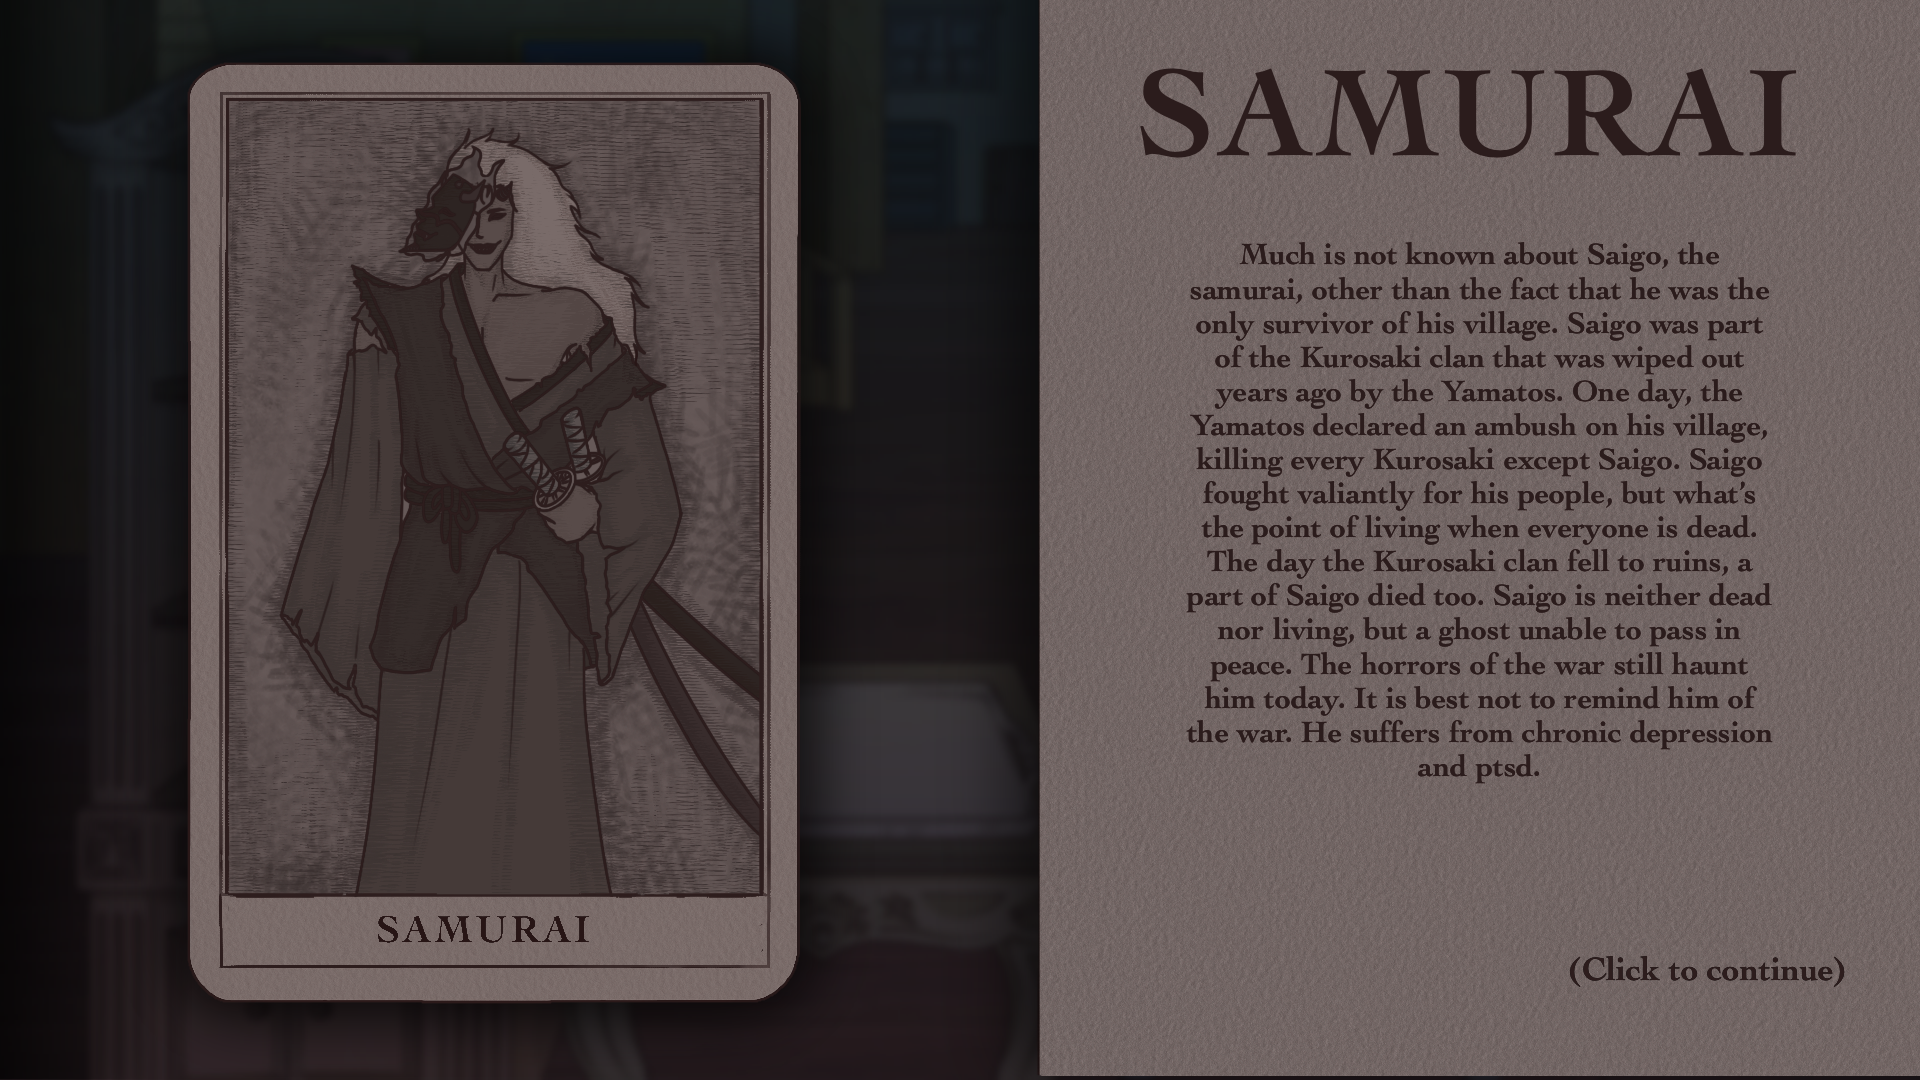 SAMURAI
SAMURAI
Much is not known about Saigo, the
samurai, other than the fact that he was the
only survivor of his village. Saigo was part
of the Kurosaki clan that was wiped out
years ago by the Yamatos. One day, the
Yamatos declared an ambush on his village,
killing every Kurosaki except Saigo. Saigo
fought valiantly for his people, but what’s
the point of living when everyone is dead.
The day the Kurosaki clan fell to ruins, a
part of Saigo died too. Saigo is neither dead
nor living, but a ghost unable to pass in
peace. The horrors of the war still haunt
him today. It is best not to remind him of
the war. He suffers from chronic depression
and ptsd.
(Click to continue)